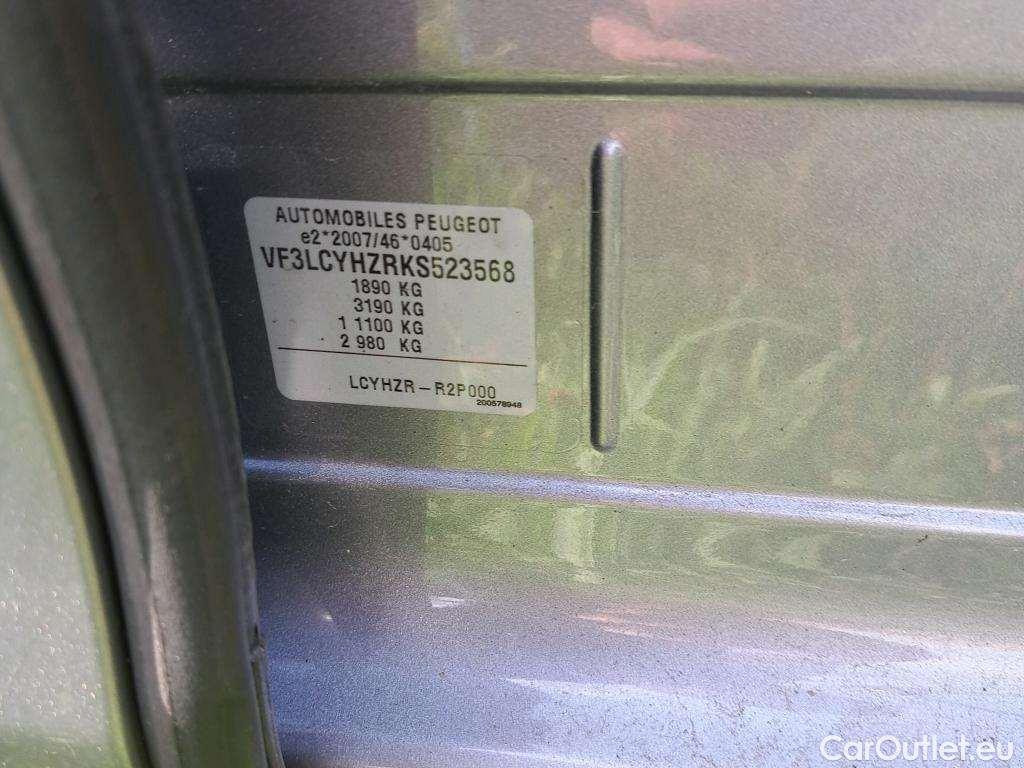 AUTOMOBILES PEUGEOT
e2*2007/46*0405
VF3LCYHZRKS523568
1890 KG
3190 KG
1 1100 KG
2 980 KG
LCYHZR-R2P000
200578948
CarOutlet.eu